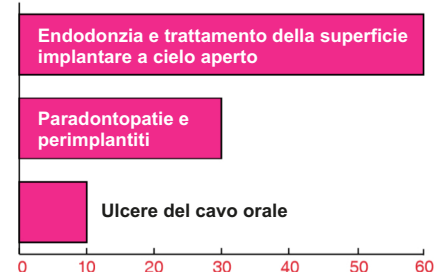 Endodonzia e trattamento della superficie
implantare a cielo aperto
Paradontopatie e
perimplantiti
Ulcere del cavo orale
0 10 20 30 40 50 60